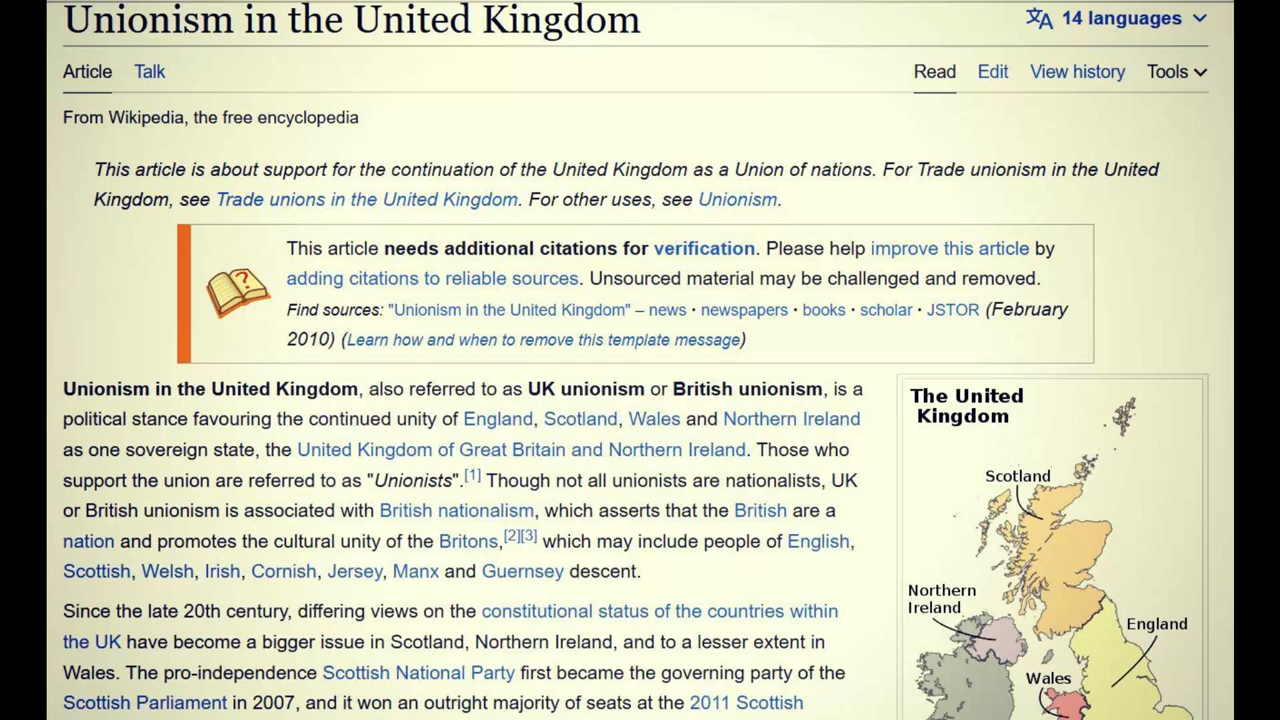 Unionism in the United Kingdom
14 languages
Article Talk
Read Edit View history Tools
From Wikipedia, the free encyclopedia
This article is about support for the continuation of the United Kingdom as a Union of nations. For Trade unionism in the United
Kingdom, see Trade unions in the United Kingdom. For other uses, see Unionism.
This article needs additional citations for verification. Please help improve this article by
adding citations to reliable sources. Unsourced material may be challenged and removed.
Find sources: "Unionism in the United Kingdom" – news · newspapers · books · scholar · JSTOR (February
2010) (Learn how and when to remove this template message)
Unionism in the United Kingdom, also referred to as UK unionism or British unionism, is a
political stance favouring the continued unity of England, Scotland, Wales and Northern Ireland
as one sovereign state, the United Kingdom of Great Britain and Northern Ireland. Those who
support the union are referred to as "Unionists".[1] Though not all unionists are nationalists, UK
or British unionism is associated with British nationalism, which asserts that the British are a
nation and promotes the cultural unity of the Britons,[2][3] which may include people of English,
Scottish, Welsh, Irish, Cornish, Jersey, Manx and Guernsey descent.
Since the late 20th century, differing views on the constitutional status of the countries within
the UK have become a bigger issue in Scotland, Northern Ireland, and to a lesser extent in
Wales. The pro-independence Scottish National Party first became the governing party of the
Scottish Parliament in 2007, and it won an outright majority of seats at the 2011 Scottish
The United
Kingdom
Scotland
Northern
Ireland
England
Wales